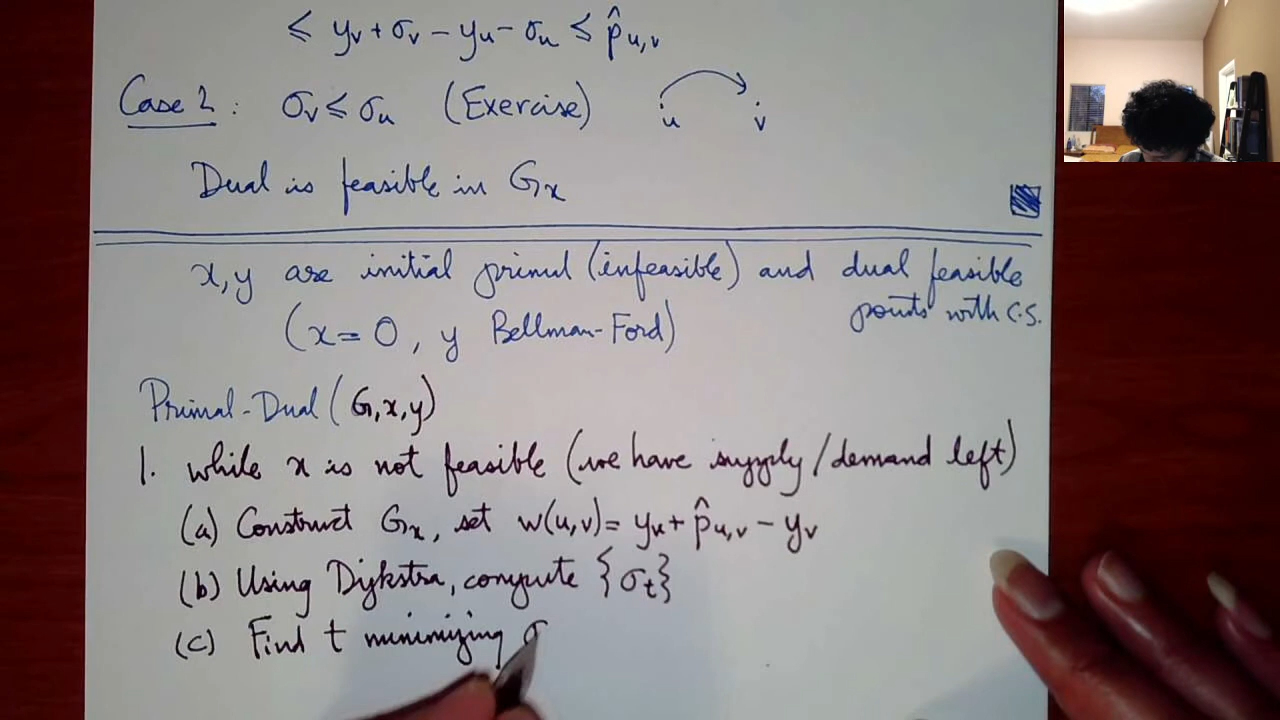 ≤ y_v + σ_v - y_u - σ_u ≤ p̂_{u,v}
Case 2: σ_v ≤ σ_u (Exercise) u v
Dual is feasible in G_x
x, y are initial primal (infeasible) and dual feasible
points with C.S.
(x = 0, y Bellman-Ford)
Primal-Dual (G, x, y)
1. while x is not feasible (we have supply/demand left)
(a) Construct G_x, set w(u,v) = y_u + p̂_{u,v} - y_v
(b) Using Dijkstra, compute {σ_t}
(c) Find t minimizing σ